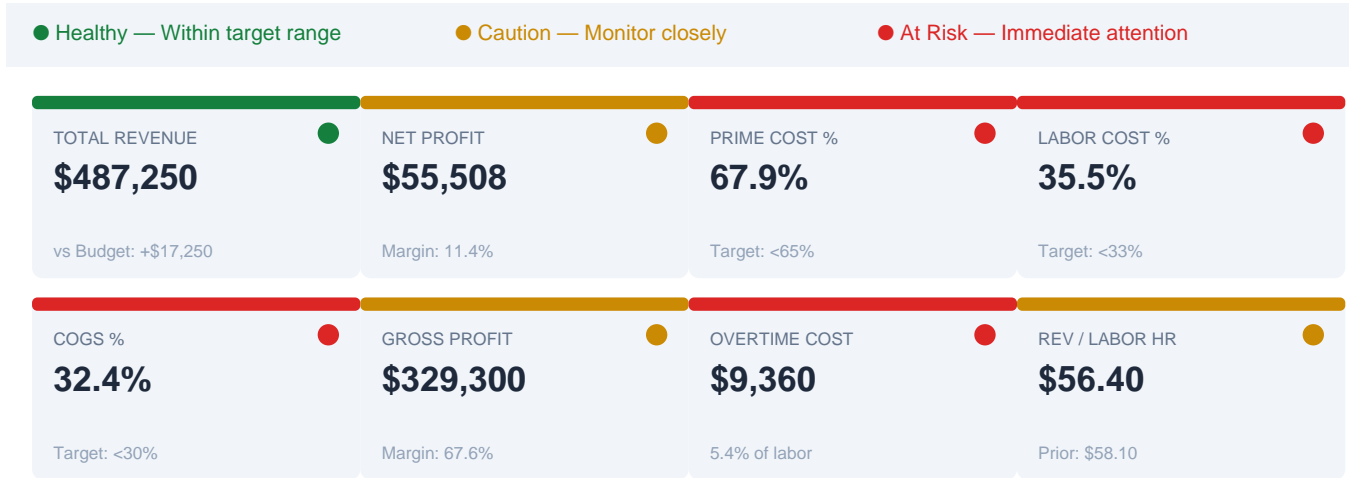 Healthy — Within target range
Caution — Monitor closely
At Risk — Immediate attention
TOTAL REVENUE
$487,250
vs Budget: +$17,250
NET PROFIT
$55,508
Margin: 11.4%
PRIME COST %
67.9%
Target: <65%
LABOR COST %
35.5%
Target: <33%
COGS %
32.4%
Target: <30%
GROSS PROFIT
$329,300
Margin: 67.6%
OVERTIME COST
$9,360
5.4% of labor
REV / LABOR HR
$56.40
Prior: $58.10